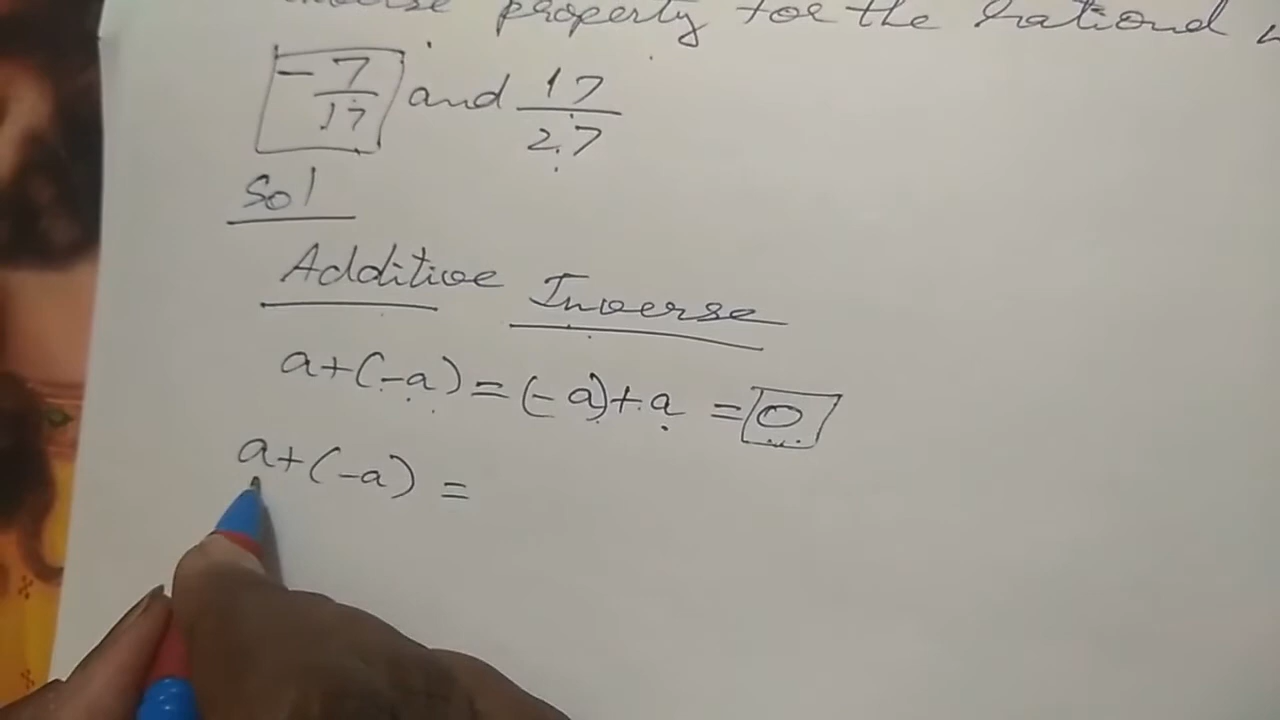 property for the rational
- 7/17 and 17/27
Sol
Additive Inverse
a+(-a) = (-a)+a = 0
a+(-a) =